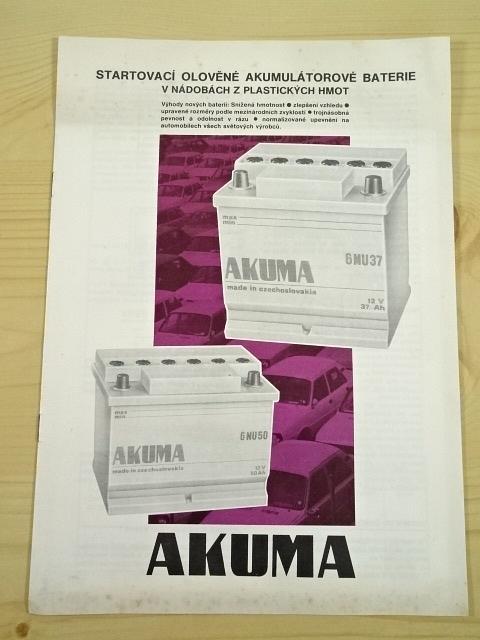 STARTOVACÍ OLOVĚNÉ AKUMULÁTOROVÉ BATERIE
V NÁDOBÁCH Z PLASTICKÝCH HMOT
Výhody nových baterií: Snížená hmotnost ● zlepšení vzhledu ●
upravené rozměry podle mezinárodních zvyklostí ● trojnásobná
pevnost a odolnost v rázu ● normalizované upevnění na
automobilech všech světových výrobců.
max
min
6NU37
AKUMA
made in czechoslovakia
12 V
37 Ah
max
min
6NU50
AKUMA
made in czechoslovakia
12 V
50 Ah
AKUMA